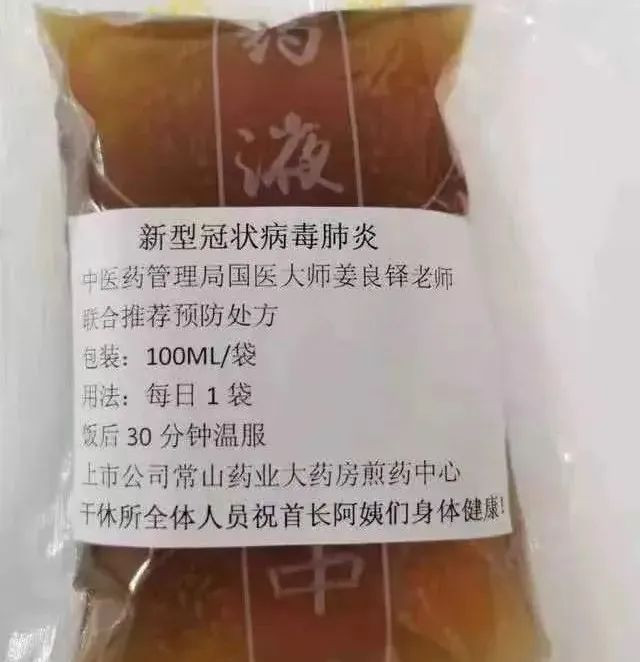 药
液
新型冠状病毒肺炎
中医药管理局国医大师姜良铎老师
联合推荐预防处方
包装：100ML/袋
用法：每日 1 袋
饭后 30 分钟温服
上市公司常山药业大药房煎药中心
干休所全体人员祝首长阿姨们身体健康！
中